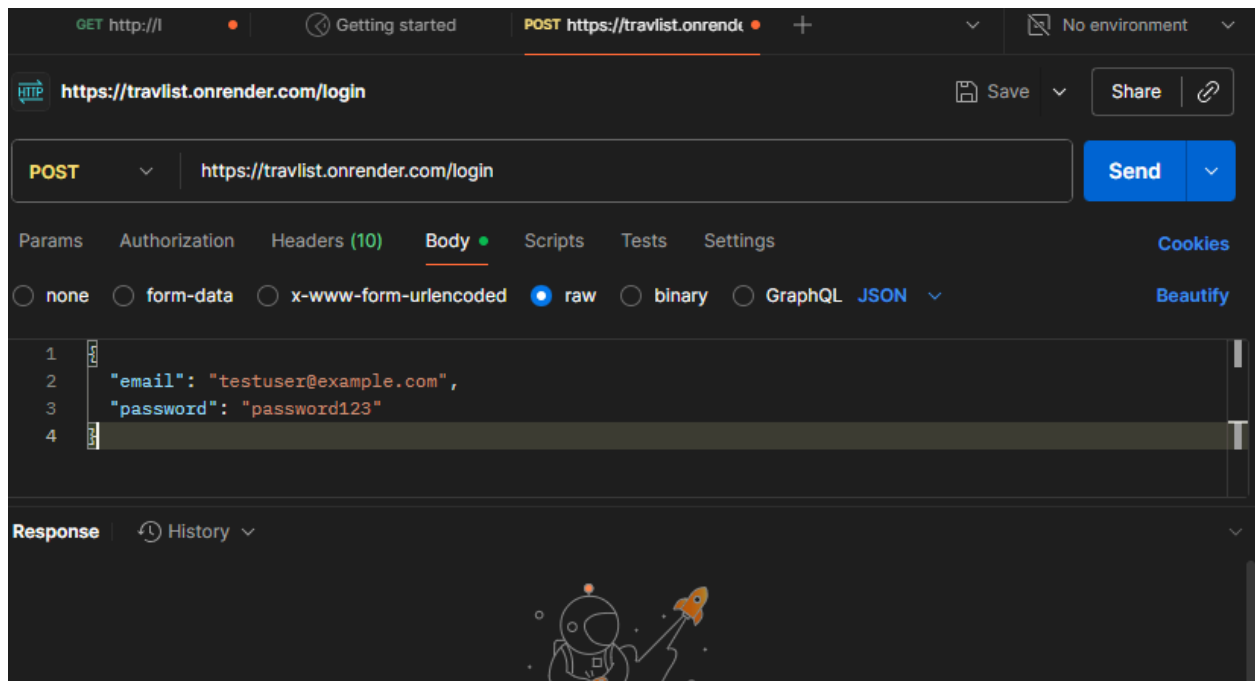 GET http://l Getting started POST https://travlist.onrende No environment
HTTP https://travlist.onrender.com/login Save Share
POST https://travlist.onrender.com/login Send
Params Authorization Headers (10) Body Scripts Tests Settings Cookies
none form-data x-www-form-urlencoded raw binary GraphQL JSON Beautify
1 {
2 "email": "testuser@example.com",
3 "password": "password123"
4 }
Response History